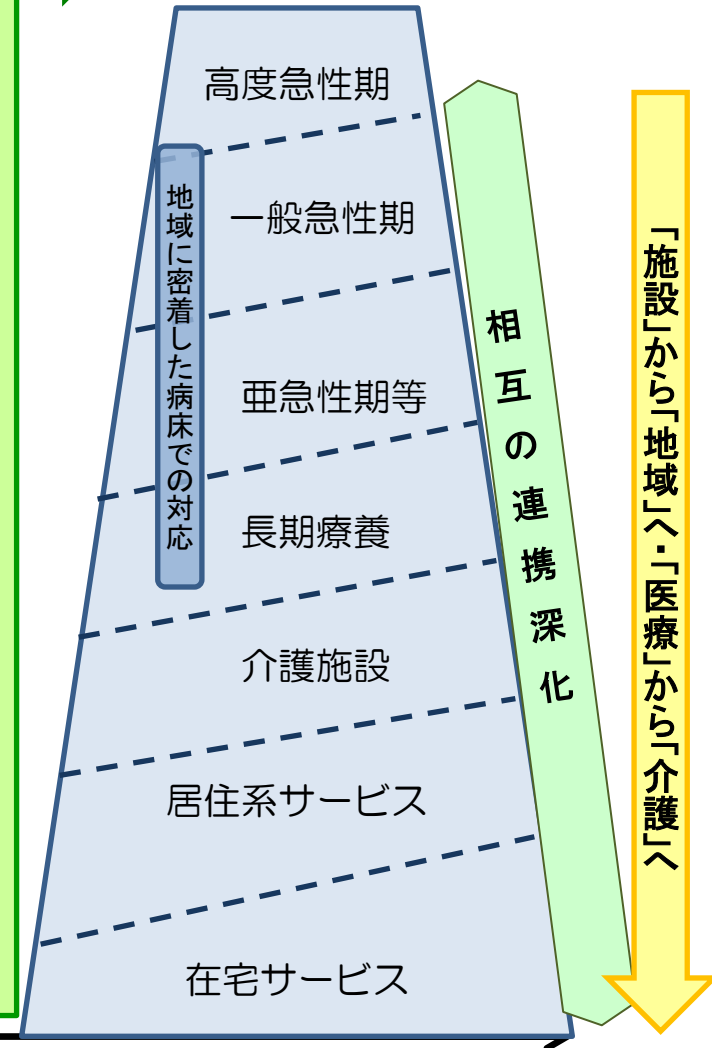 高度急性期
一般急性期
亜急性期等
長期療養
介護施設
居住系サービス
在宅サービス
地域に密着した病床での対応
相互の連携深化
「施設」から「地域」へ・「医療」から「介護」へ